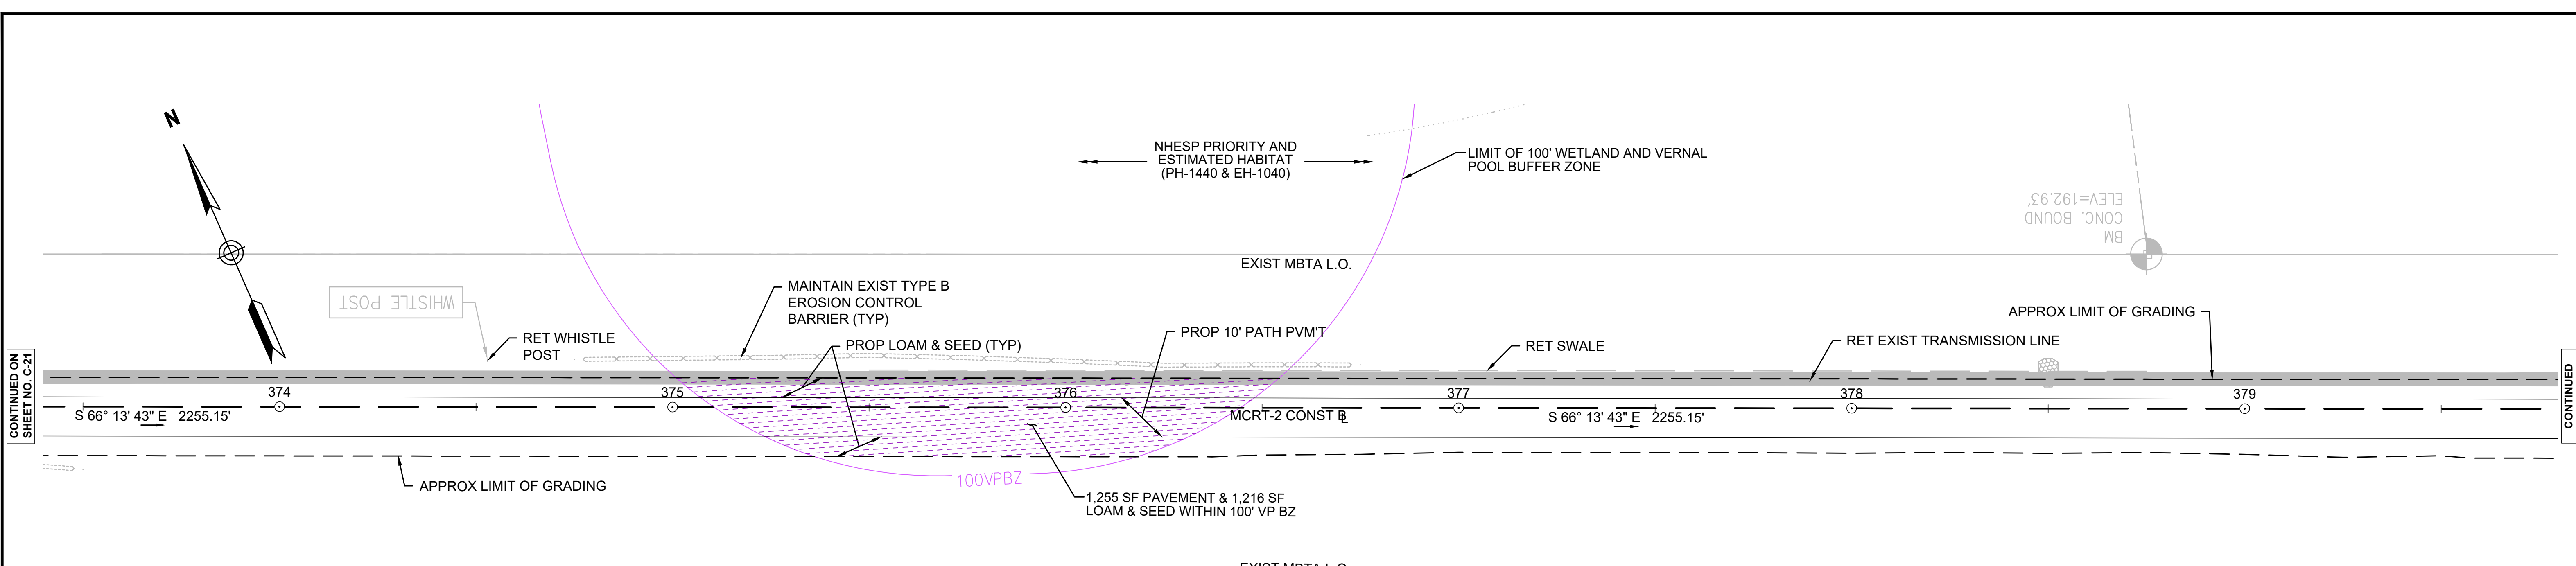 N
NHESP PRIORITY AND
ESTIMATED HABITAT
(PH-1440 & EH-1040)
LIMIT OF 100' WETLAND AND VERNAL
POOL BUFFER ZONE
BM
CONC. BOUND
ELEV=192.93'
EXIST MBTA L.O.
WHISTLE POST
MAINTAIN EXIST TYPE B
EROSION CONTROL
BARRIER (TYP)
RET WHISTLE
POST
PROP LOAM & SEED (TYP)
PROP 10' PATH PVM'T
RET SWALE
RET EXIST TRANSMISSION LINE
APPROX LIMIT OF GRADING
CONTINUED ON
SHEET NO. C-21
374
375
376
377
378
379
S 66° 13' 43" E 2255.15'
MCRT-2 CONST BL
S 66° 13' 43" E 2255.15'
CONTINUED
100VPBZ
APPROX LIMIT OF GRADING
1,255 SF PAVEMENT & 1,216 SF
LOAM & SEED WITHIN 100' VP BZ
EXIST MBTA L.O.